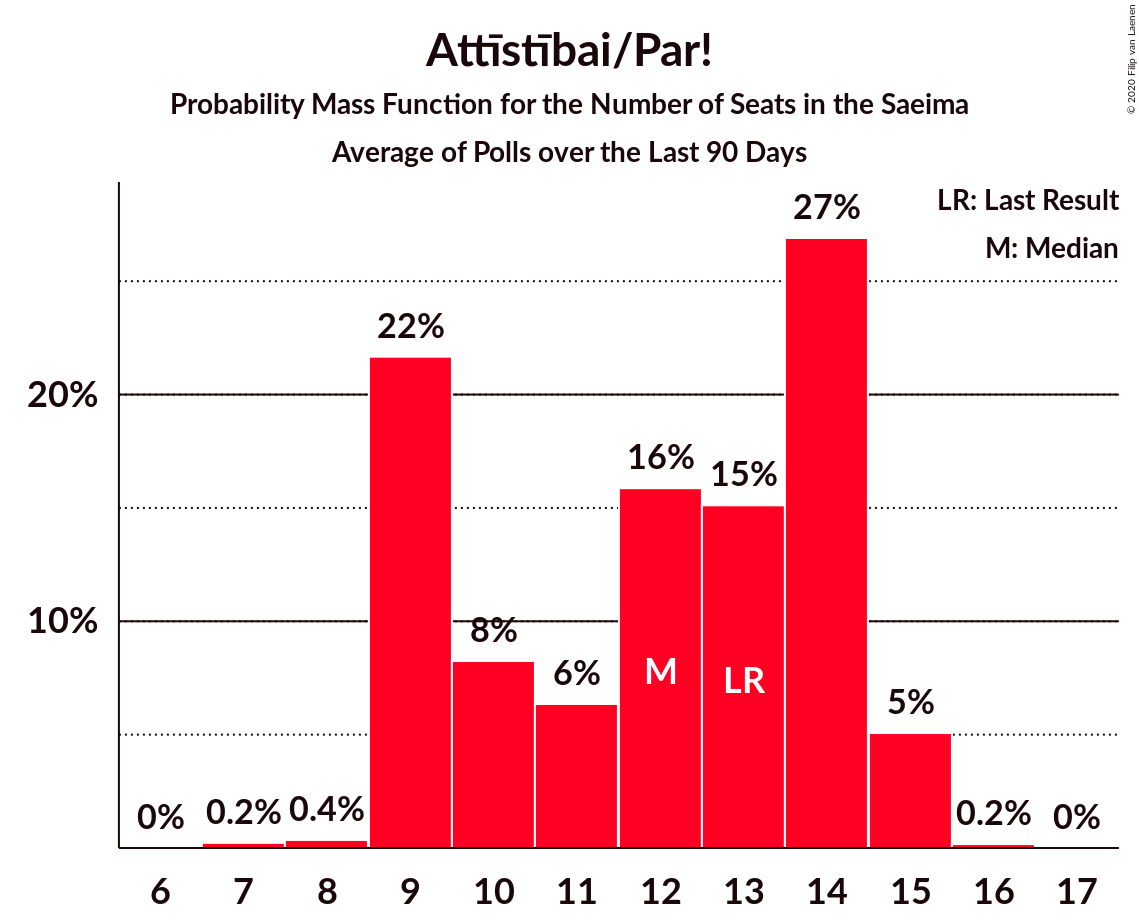 Attīstībai/Par!
Probability Mass Function for the Number of Seats in the Saeima
Average of Polls over the Last 90 Days
© 2020 Filip van Laenen
LR: Last Result
M: Median
27%
22%
20%
16%
15%
10%
8%
6%
M
LR
5%
0%
0.2%
0.4%
0.2%
0%
6 7 8 9 10 11 12 13 14 15 16 17